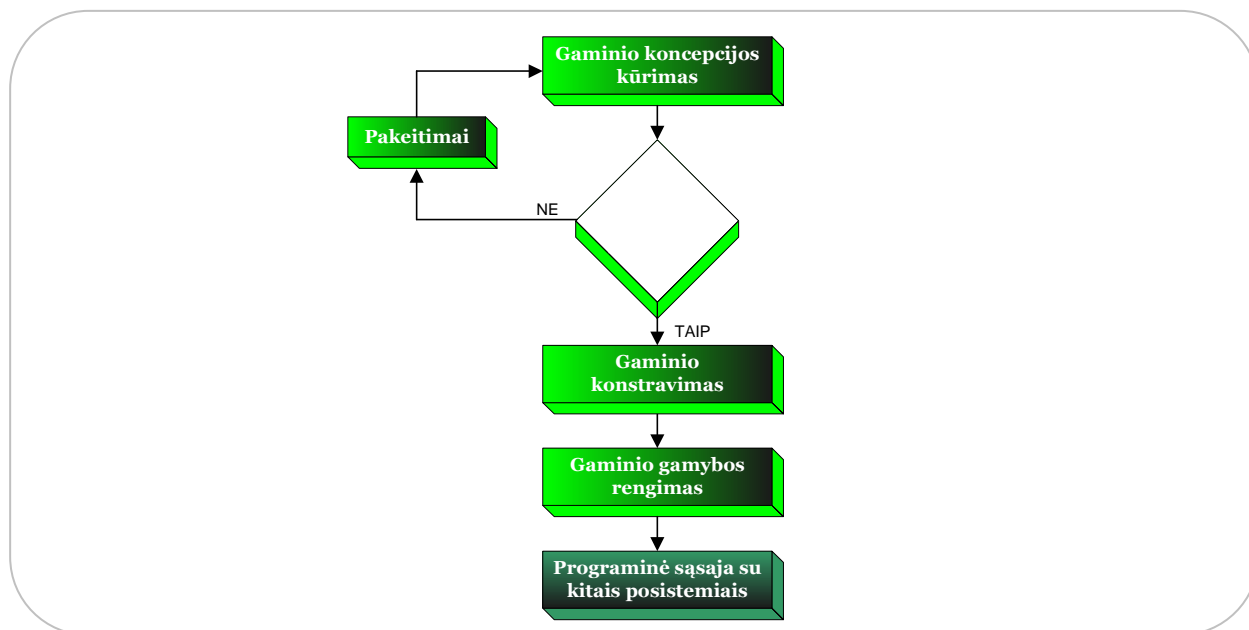 Gaminio koncepcijos
kūrimas
Pakeitimai
NE
TAIP
Gaminio
konstravimas
Gaminio gamybos
rengimas
Programinė sąsaja su
kitais posistemiais